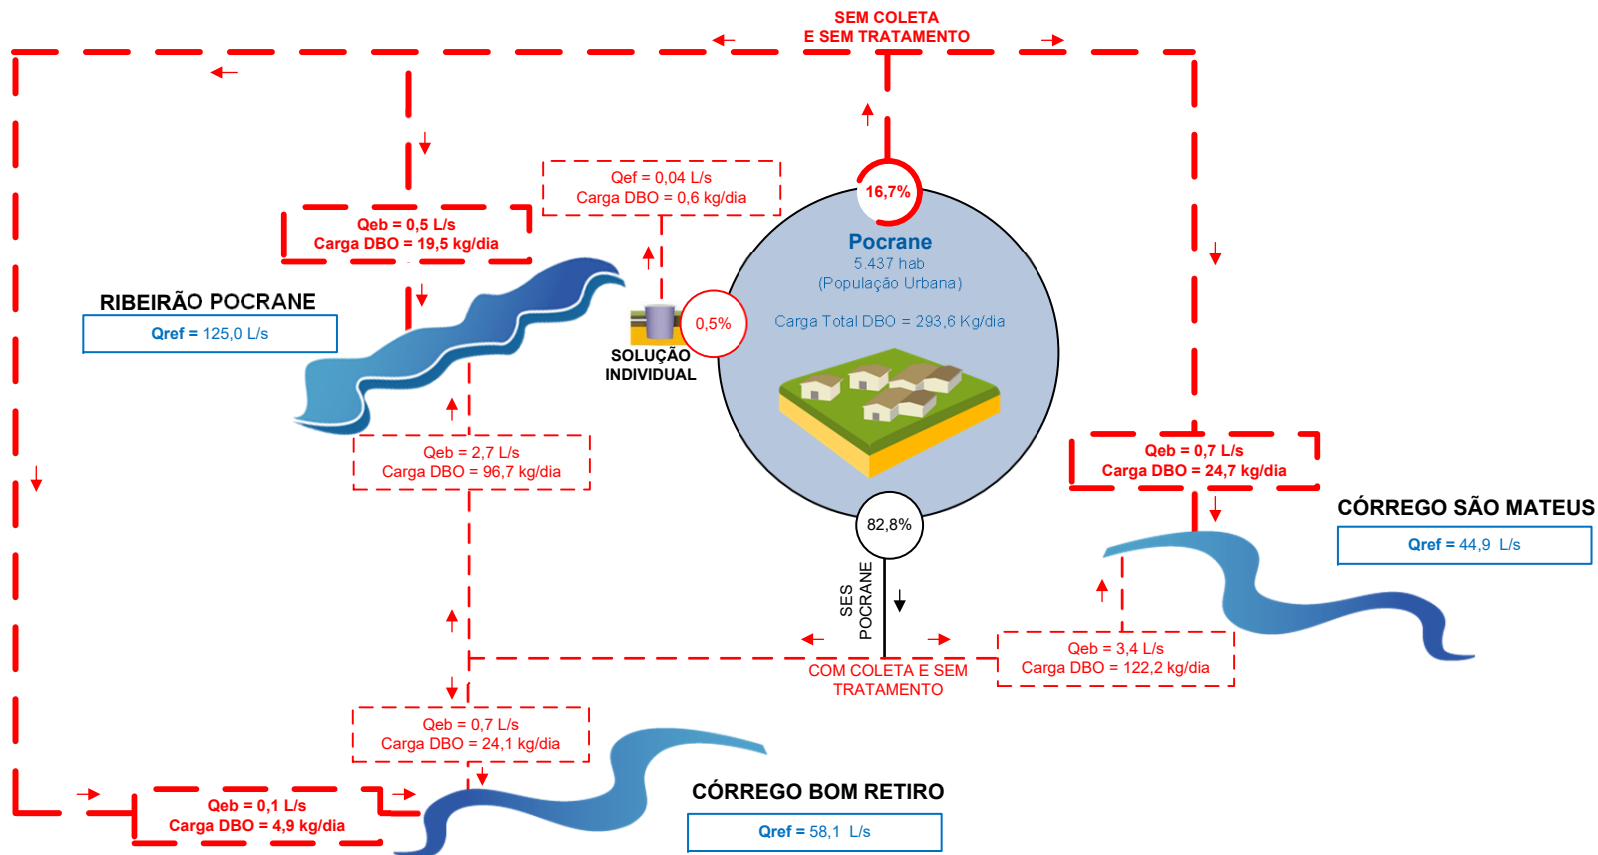 SEM COLETA
E SEM TRATAMENTO
Qef = 0,04 L/s
Carga DBO = 0,6 kg/dia
16,7%
Qeb = 0,5 L/s
Carga DBO = 19,5 kg/dia
Pocrane
5.437 hab
(População Urbana)
Carga Total DBO = 293,6 Kg/dia
RIBEIRÃO POCRANE
Qref = 125,0 L/s
0,5%
SOLUÇÃO
INDIVIDUAL
Qeb = 2,7 L/s
Carga DBO = 96,7 kg/dia
Qeb = 0,7 L/s
Carga DBO = 24,7 kg/dia
82,8%
CÓRREGO SÃO MATEUS
Qref = 44,9 L/s
SES
POCRANE
Qeb = 3,4 L/s
Carga DBO = 122,2 kg/dia
COM COLETA E SEM
TRATAMENTO
Qeb = 0,7 L/s
Carga DBO = 24,1 kg/dia
CÓRREGO BOM RETIRO
Qref = 58,1 L/s
Qeb = 0,1 L/s
Carga DBO = 4,9 kg/dia